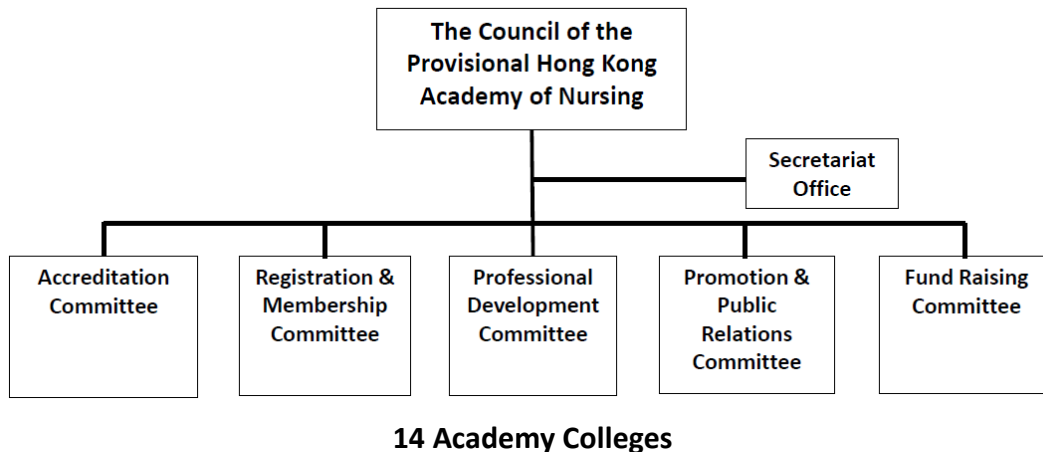 The Council of the
Provisional Hong Kong
Academy of Nursing
Secretariat
Office
Accreditation
Committee
Registration &
Membership
Committee
Professional
Development
Committee
Promotion &
Public
Relations
Committee
Fund Raising
Committee
14 Academy Colleges